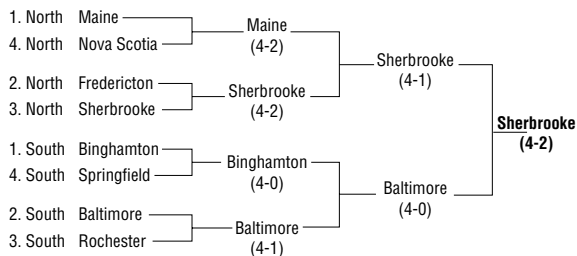 1. North Maine
4. North Nova Scotia
Maine
(4-2)
2. North Fredericton
3. North Sherbrooke
Sherbrooke
(4-2)
Sherbrooke
(4-1)
1. South Binghamton
4. South Springfield
Binghamton
(4-0)
2. South Baltimore
3. South Rochester
Baltimore
(4-1)
Baltimore
(4-0)
Sherbrooke
(4-2)